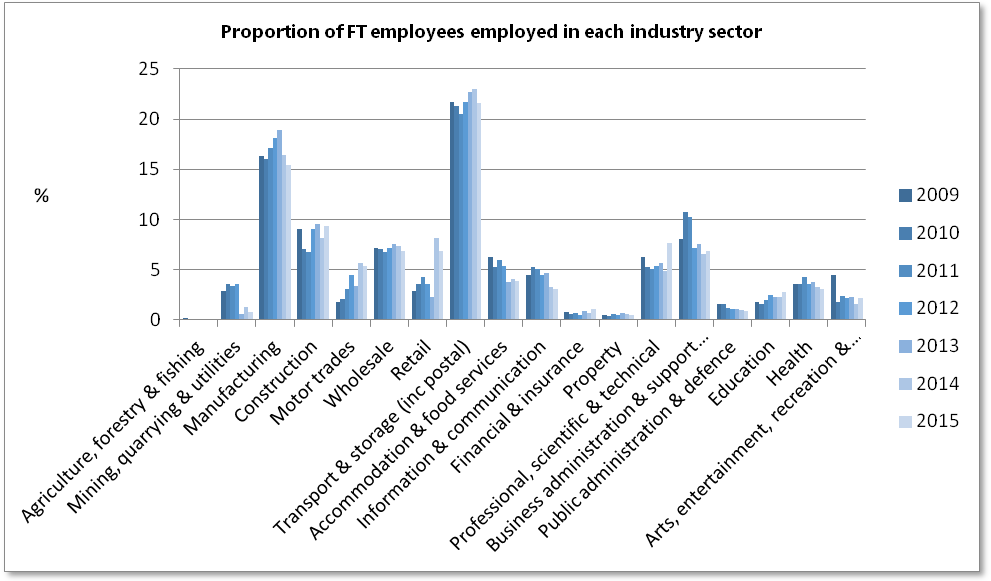 Proportion of FT employees employed in each industry sector
25
20
15
10
5
0
%
Agriculture, forestry & fishing
Mining, quarrying & utilities
Manufacturing
Construction
Motor trades
Wholesale
Retail
Transport & storage (inc postal)
Accommodation & food services
Information & communication
Financial & insurance
Property
Professional, scientific & technical
Business administration & support...
Public administration & defence
Education
Health
Arts, entertainment, recreation &...
2009
2010
2011
2012
2013
2014
2015